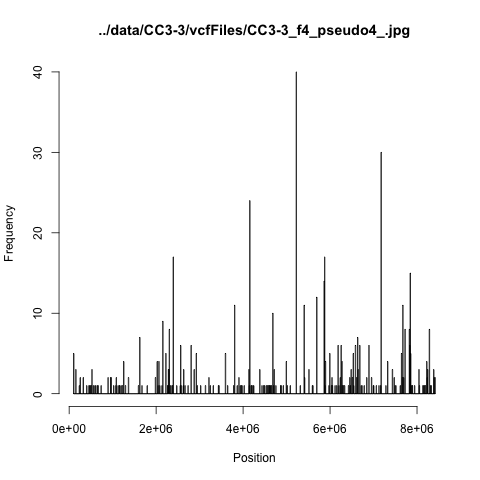 ../data/CC3-3/vcfFiles/CC3-3_f4_pseudo4_.jpg
40
30
20
10
0
Frequency
0e+00 2e+06 4e+06 6e+06 8e+06
Position